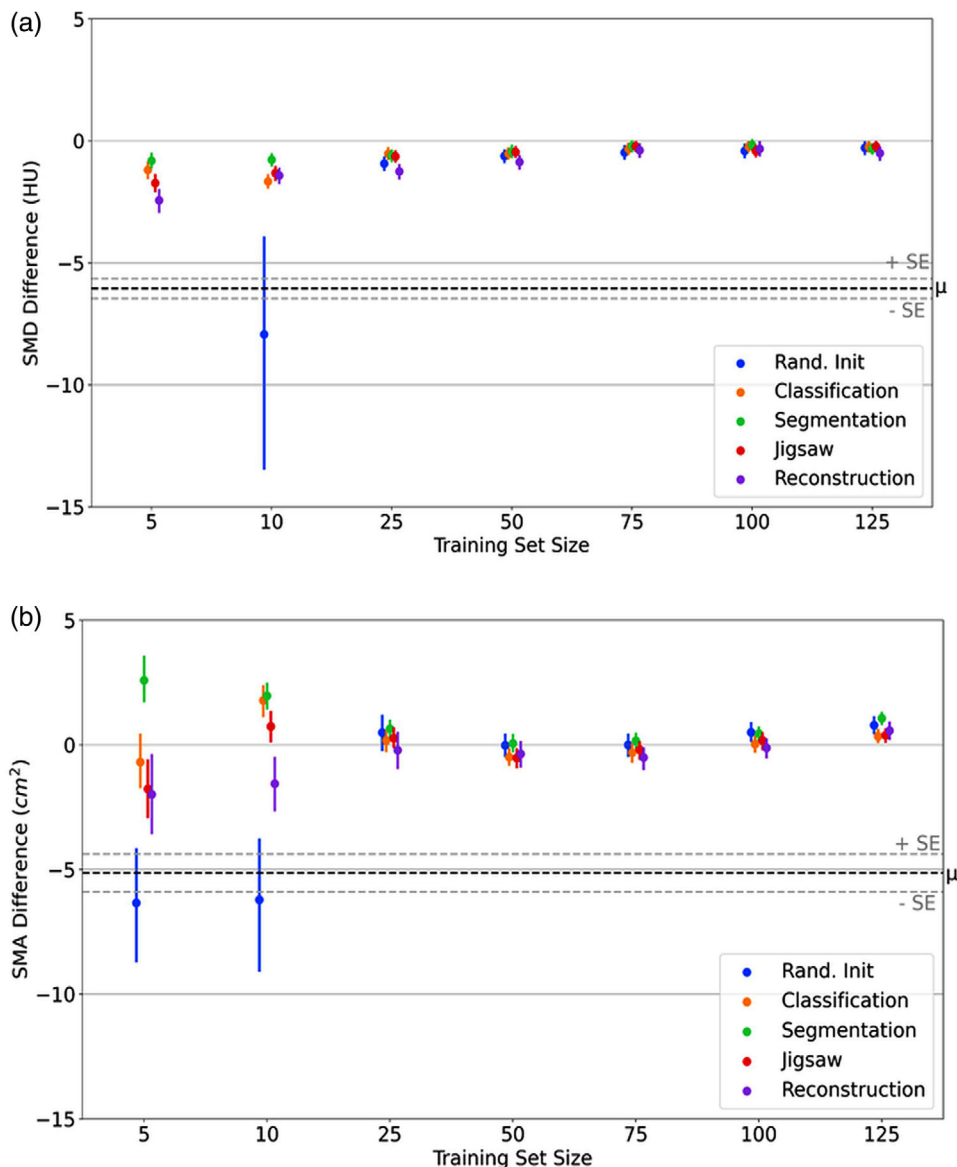 (a)
5
0
−5
−10
−15
SMD Difference (HU)
+ SE
μ
- SE
Rand. Init
Classification
Segmentation
Jigsaw
Reconstruction
5 10 25 50 75 100 125
Training Set Size
(b)
5
0
−5
−10
−15
SMA Difference (cm²)
+ SE
μ
- SE
Rand. Init
Classification
Segmentation
Jigsaw
Reconstruction
5 10 25 50 75 100 125
Training Set Size